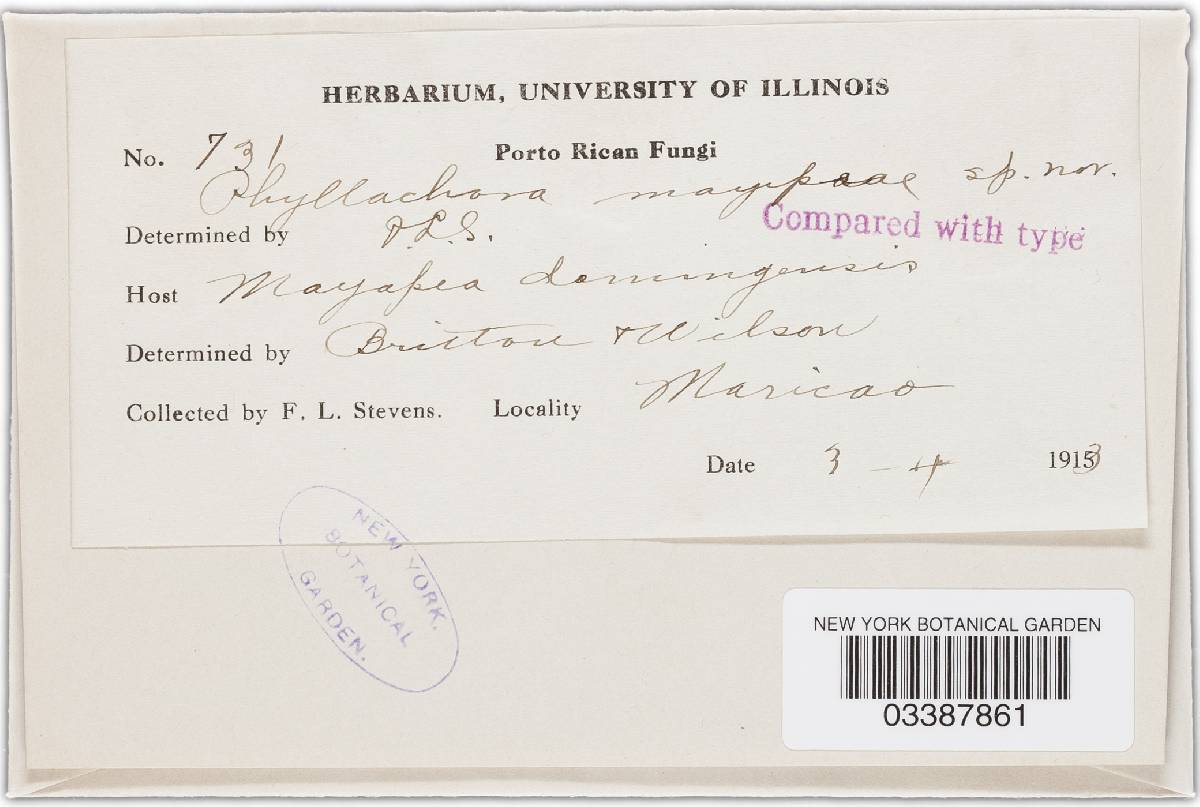 HERBARIUM, UNIVERSITY OF ILLINOIS
No. 731 Porto Rican Fungi
Phyllachora mayepeae sp. nov.
Determined by F.L.S. Compared with type
Host Mayepea domingensis
Determined by Britton & Wilson
Collected by F. L. Stevens. Locality Maricao
Date 3 - 4 1913
NEW YORK.
BOTANICAL
GARDEN.
NEW YORK BOTANICAL GARDEN
03387861